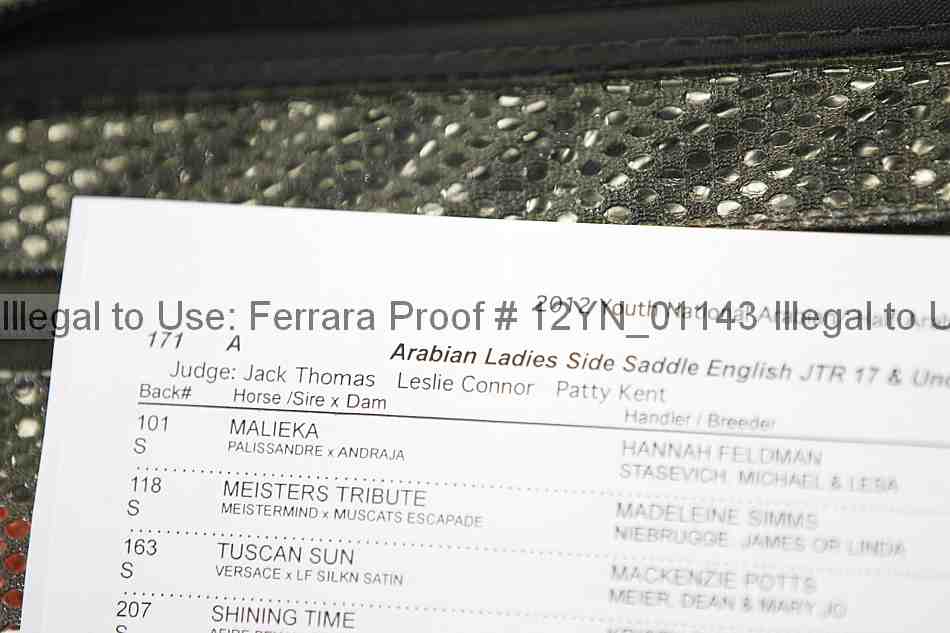 2012 Youth National Arabian
Illegal to Use: Ferrara Proof # 12YN_01143 Illegal to Us
171 A
Arabian Ladies Side Saddle English JTR 17 & Und
Judge: Jack Thomas Leslie Connor Patty Kent
Back# Horse /Sire x Dam Handler / Breeder
101 MALIEKA HANNAH FELDMAN
S PALISSANDRE x ANDRAJA STASEVICH, MICHAEL & LEBA
118 MEISTERS TRIBUTE MADELEINE SIMMS
S MEISTERMIND x MUSCATS ESCAPADE NIEBRUGGE, JAMES OR LINDA
163 TUSCAN SUN MACKENZIE POTTS
S VERSACE x LF SILKN SATIN MEIER, DEAN & MARY JO
207 SHINING TIME
S